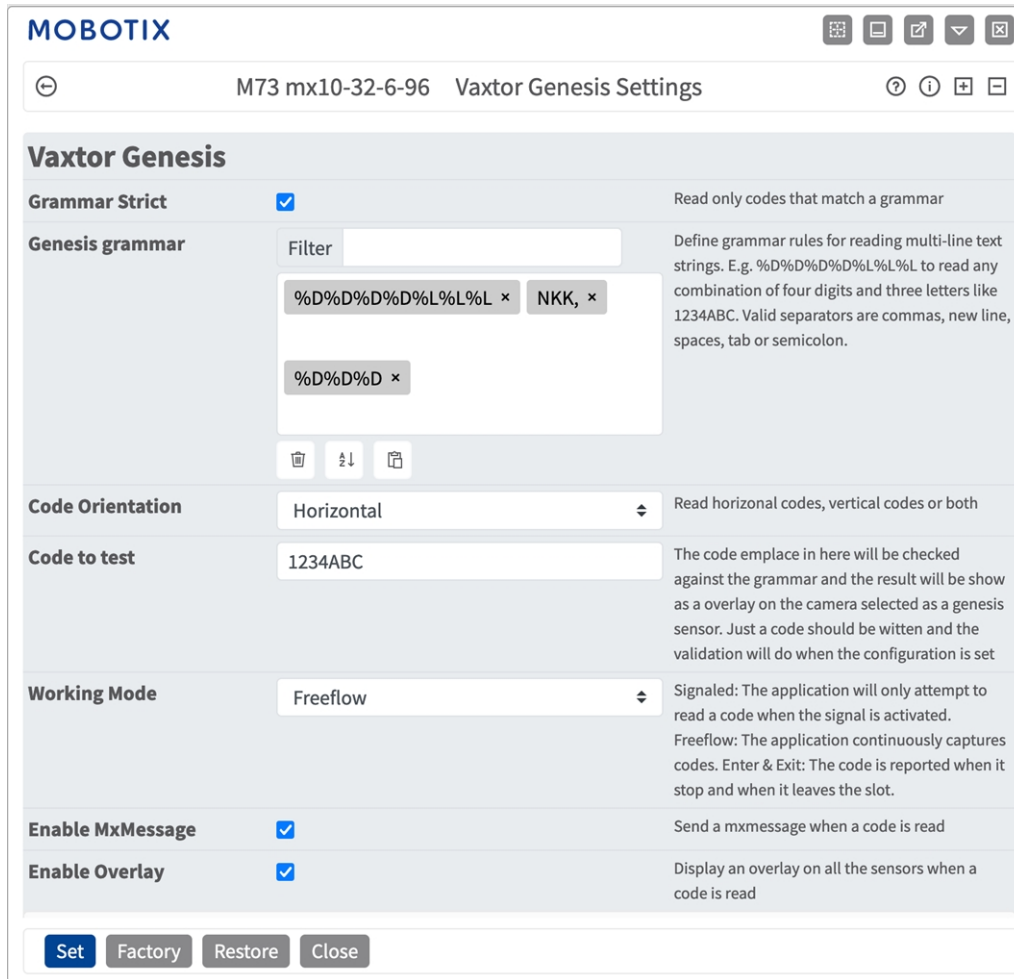 MOBOTIX
M73 mx10-32-6-96 Vaxtor Genesis Settings
Vaxtor Genesis
Grammar Strict
Read only codes that match a grammar
Genesis grammar
Filter
%D%D%D%D%L%L%L ×
NKK, ×
%D%D%D ×
Define grammar rules for reading multi-line text
strings. E.g. %D%D%D%D%L%L%L to read any
combination of four digits and three letters like
1234ABC. Valid separators are commas, new line,
spaces, tab or semicolon.
Code Orientation
Horizontal
Read horizonal codes, vertical codes or both
Code to test
1234ABC
The code emplace in here will be checked
against the grammar and the result will be show
as a overlay on the camera selected as a genesis
sensor. Just a code should be witten and the
validation will do when the configuration is set
Working Mode
Freeflow
Signaled: The application will only attempt to
read a code when the signal is activated.
Freeflow: The application continuously captures
codes. Enter & Exit: The code is reported when it
stop and when it leaves the slot.
Enable MxMessage
Send a mxmessage when a code is read
Enable Overlay
Display an overlay on all the sensors when a
code is read
Set Factory Restore Close